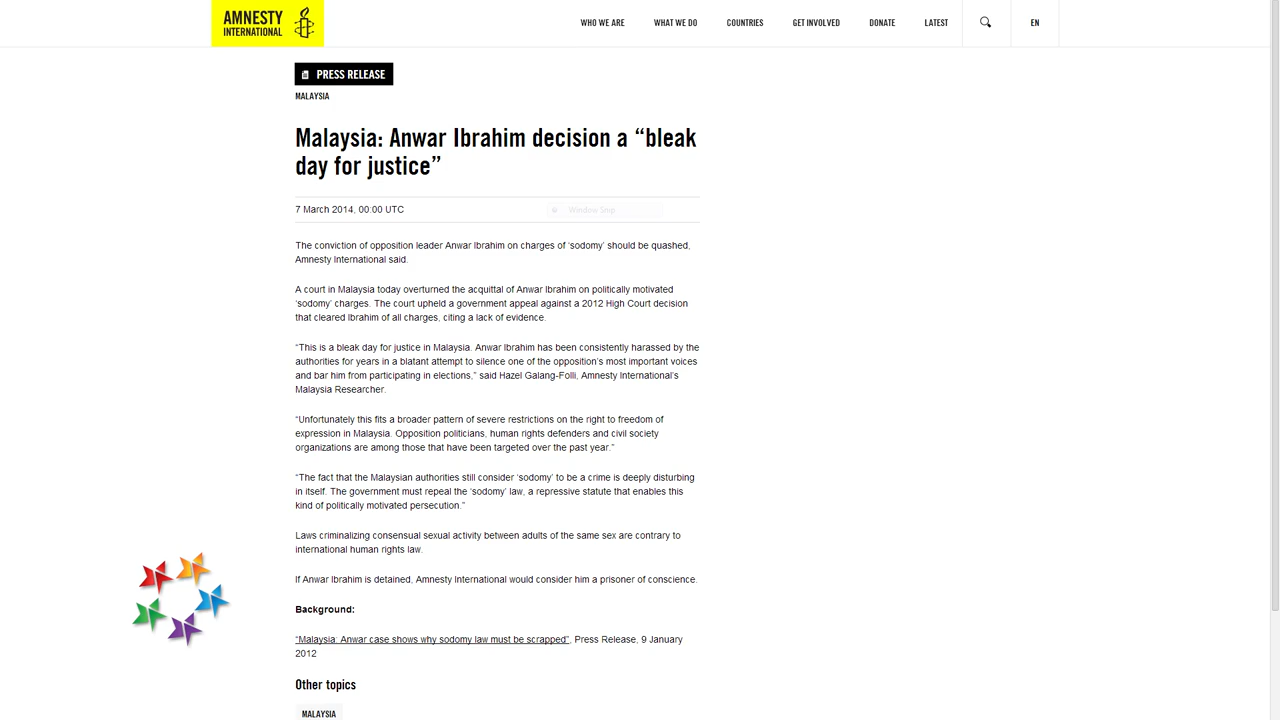 AMNESTY
INTERNATIONAL
WHO WE ARE
WHAT WE DO
COUNTRIES
GET INVOLVED
DONATE
LATEST
EN
PRESS RELEASE
MALAYSIA
Malaysia: Anwar Ibrahim decision a “bleak
day for justice”
7 March 2014, 00:00 UTC
Window Snip
The conviction of opposition leader Anwar Ibrahim on charges of ‘sodomy’ should be quashed,
Amnesty International said.
A court in Malaysia today overturned the acquittal of Anwar Ibrahim on politically motivated
‘sodomy’ charges. The court upheld a government appeal against a 2012 High Court decision
that cleared Ibrahim of all charges, citing a lack of evidence.
“This is a bleak day for justice in Malaysia. Anwar Ibrahim has been consistently harassed by the
authorities for years in a blatant attempt to silence one of the opposition’s most important voices
and bar him from participating in elections,” said Hazel Galang-Folli, Amnesty International’s
Malaysia Researcher.
“Unfortunately this fits a broader pattern of severe restrictions on the right to freedom of
expression in Malaysia. Opposition politicians, human rights defenders and civil society
organizations are among those that have been targeted over the past year.”
“The fact that the Malaysian authorities still consider ‘sodomy’ to be a crime is deeply disturbing
in itself. The government must repeal the ‘sodomy’ law, a repressive statute that enables this
kind of politically motivated persecution.”
Laws criminalizing consensual sexual activity between adults of the same sex are contrary to
international human rights law.
If Anwar Ibrahim is detained, Amnesty International would consider him a prisoner of conscience.
Background:
“Malaysia: Anwar case shows why sodomy law must be scrapped”, Press Release, 9 January
2012
Other topics
MALAYSIA